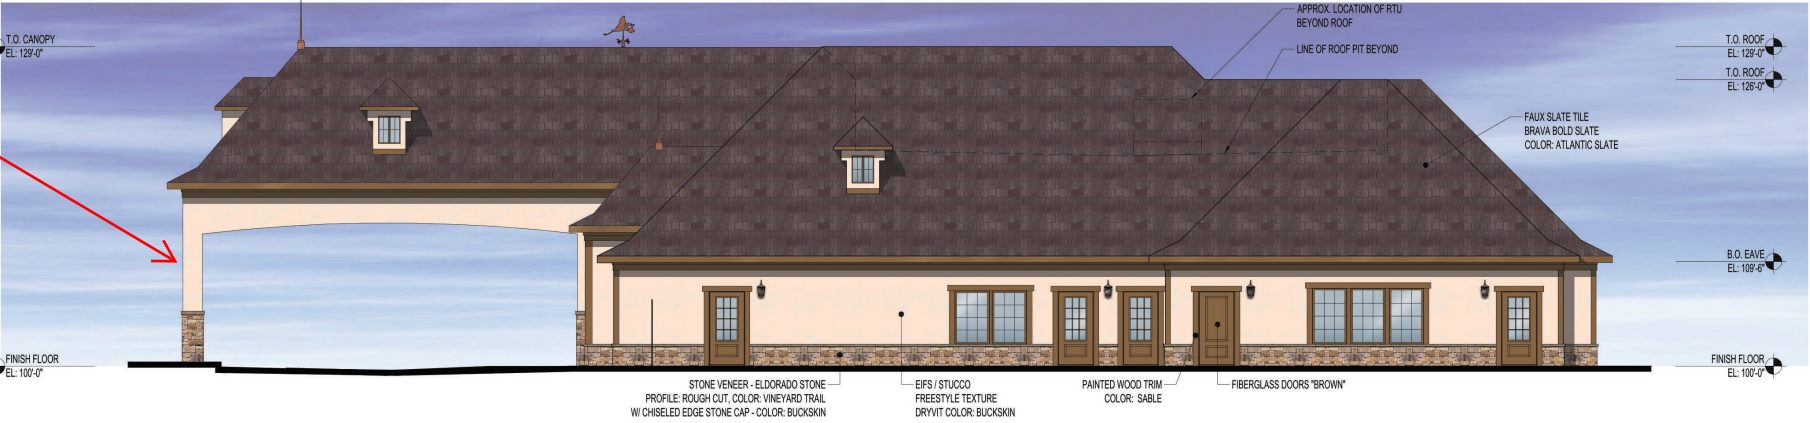 T.O. CANOPY
EL: 129'-0"
APPROX. LOCATION OF RTU
BEYOND ROOF
LINE OF ROOF PIT BEYOND
T.O. ROOF
EL: 129'-0"
T.O. ROOF
EL: 126'-0"
FAUX SLATE TILE
BRAVA BOLD SLATE
COLOR: ATLANTIC SLATE
B.O. EAVE
EL: 109'-6"
FINISH FLOOR
EL: 100'-0"
FINISH FLOOR
EL: 100'-0"
STONE VENEER - ELDORADO STONE
PROFILE: ROUGH CUT, COLOR: VINEYARD TRAIL
W/ CHISELED EDGE STONE CAP - COLOR: BUCKSKIN
EIFS / STUCCO
FREESTYLE TEXTURE
DRYVIT COLOR: BUCKSKIN
PAINTED WOOD TRIM
COLOR: SABLE
FIBERGLASS DOORS "BROWN"